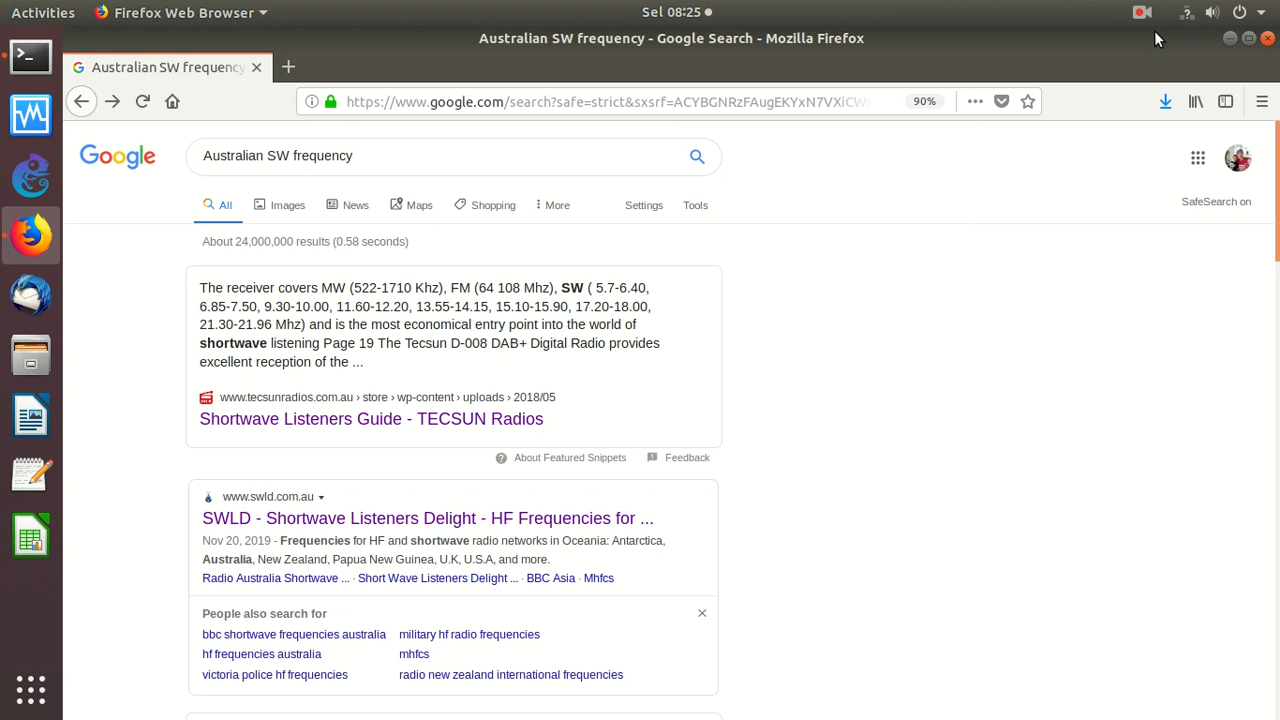 Activities
Firefox Web Browser
Sel 08:25
Australian SW frequency - Google Search - Mozilla Firefox
Australian SW frequency
https://www.google.com/search?safe=strict&sxsrf=ACYBGNRzFAugEKYxN7VXiCW
90%
Google
Australian SW frequency
All
Images
News
Maps
Shopping
More
Settings
Tools
SafeSearch on
About 24,000,000 results (0.58 seconds)
The receiver covers MW (522-1710 Khz), FM (64 108 Mhz), SW ( 5.7-6.40,
6.85-7.50, 9.30-10.00, 11.60-12.20, 13.55-14.15, 15.10-15.90, 17.20-18.00,
21.30-21.96 Mhz) and is the most economical entry point into the world of
shortwave listening Page 19 The Tecsun D-008 DAB+ Digital Radio provides
excellent reception of the ...
www.tecsunradios.com.au › store › wp-content › uploads › 2018/05
Shortwave Listeners Guide - TECSUN Radios
About Featured Snippets
Feedback
www.swld.com.au
SWLD - Shortwave Listeners Delight - HF Frequencies for ...
Nov 20, 2019 - Frequencies for HF and shortwave radio networks in Oceania: Antarctica,
Australia, New Zealand, Papua New Guinea, U.K, U.S.A, and more.
Radio Australia Shortwave ... · Short Wave Listeners Delight ... · BBC Asia · Mhfcs
People also search for
bbc shortwave frequencies australia
military hf radio frequencies
hf frequencies australia
mhfcs
victoria police hf frequencies
radio new zealand international frequencies